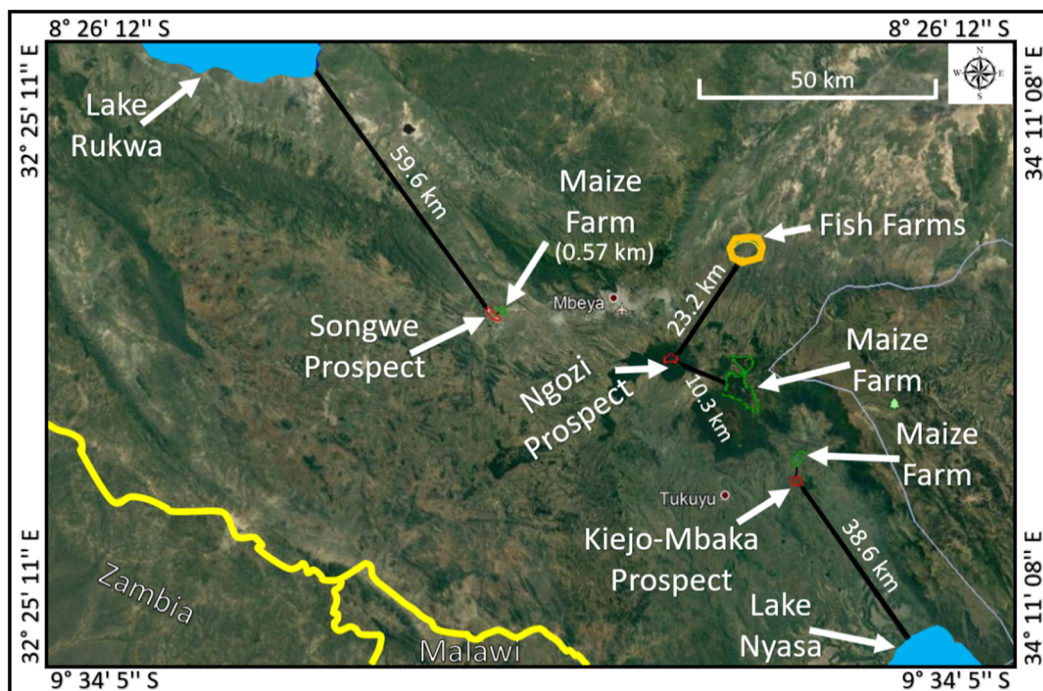 8° 26' 12'' S
8° 26' 12'' S
32° 25' 11'' E
34° 11' 08'' E
N
W
E
S
50 km
Lake
Rukwa
59.6 km
Maize
Farm
(0.57 km)
Fish Farms
Mbeya
23.2 km
Songwe
Prospect
Ngozi
Prospect
10.3 km
Maize
Farm
Maize
Farm
Tukuyu
Kiejo-Mbaka
Prospect
38.6 km
Zambia
Malawi
Lake
Nyasa
32° 25' 11'' E
34° 11' 08'' E
9° 34' 5'' S
9° 34' 5'' S